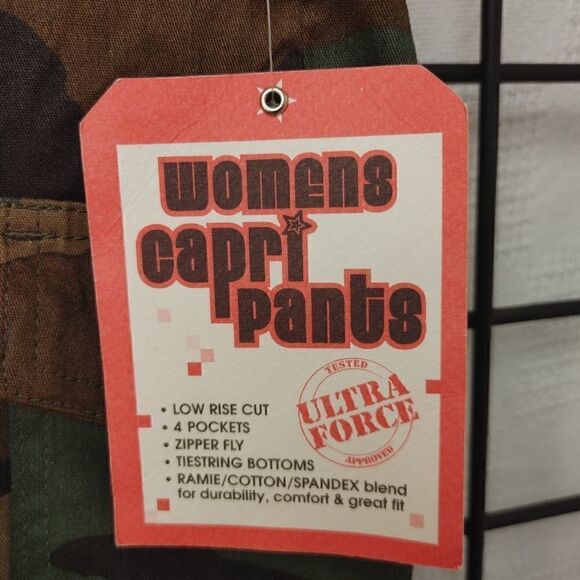 womens
capri
pants
TESTED
ULTRA
FORCE
APPROVED
• LOW RISE CUT
• 4 POCKETS
• ZIPPER FLY
• TIESTRING BOTTOMS
• RAMIE/COTTON/SPANDEX blend
for durability, comfort & great fit